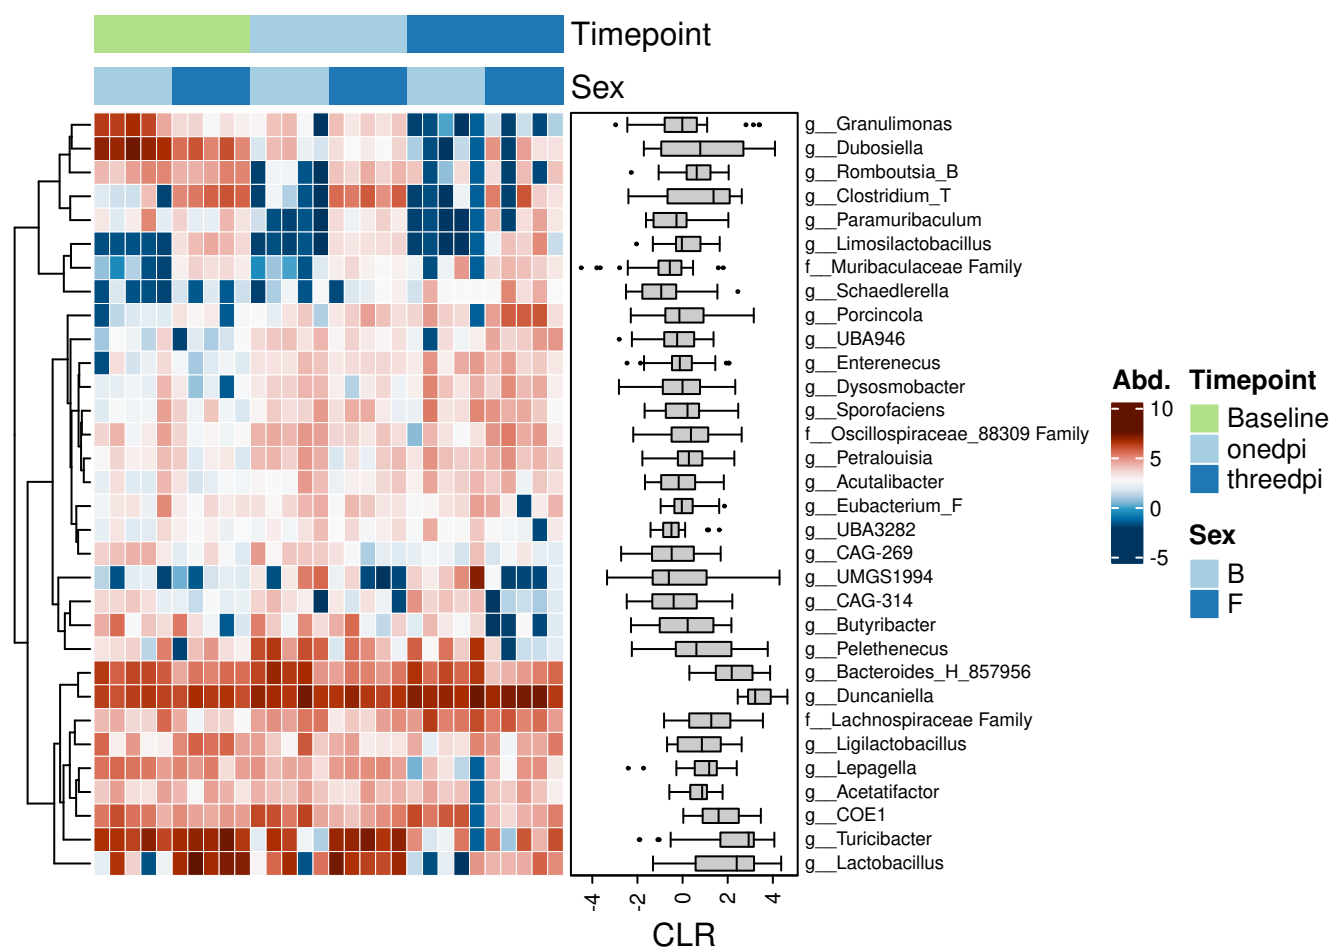 Timepoint
Sex
g__Granulimonas
g__Dubosiella
g__Romboutsia_B
g__Clostridium_T
g__Paramuribaculum
g__Limosilactobacillus
f__Muribaculaceae Family
g__Schaedlerella
g__Porcincola
g__UBA946
g__Enterenecus
g__Dysosmobacter
g__Sporofaciens
f__Oscillospiraceae_88309 Family
g__Petralouisia
g__Acutalibacter
g__Eubacterium_F
g__UBA3282
g__CAG-269
g__UMGS1994
g__CAG-314
g__Butyribacter
g__Pelethenecus
g__Bacteroides_H_857956
g__Duncaniella
f__Lachnospiraceae Family
g__Ligilactobacillus
g__Lepagella
g__Acetatifactor
g__COE1
g__Turicibacter
g__Lactobacillus
-4 -2 0 2 4
CLR
Abd.
10
5
0
-5
Timepoint
Baseline
onedpi
threedpi
Sex
B
F